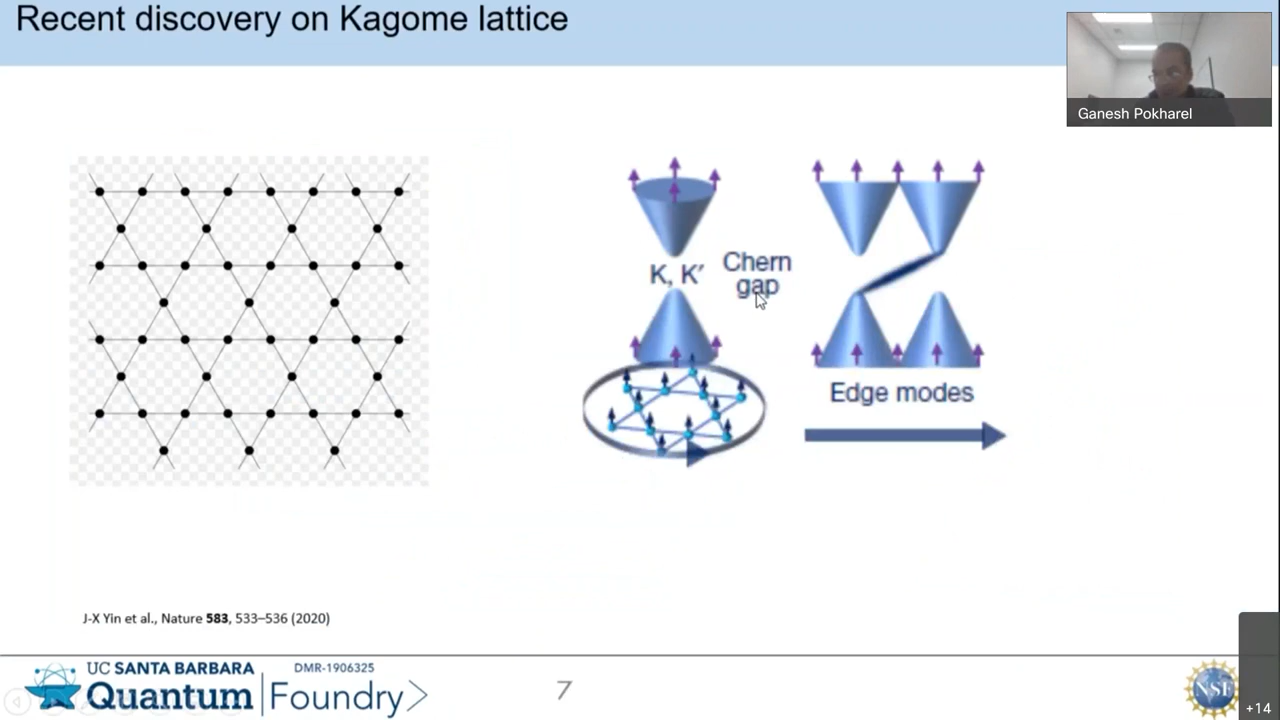 Recent discovery on Kagome lattice
Ganesh Pokharel
K, K′
Chern
gap
Edge modes
J-X Yin et al., Nature 583, 533–536 (2020)
UC SANTA BARBARA
Quantum Foundry
DMR-1906325
7
NSF
+14